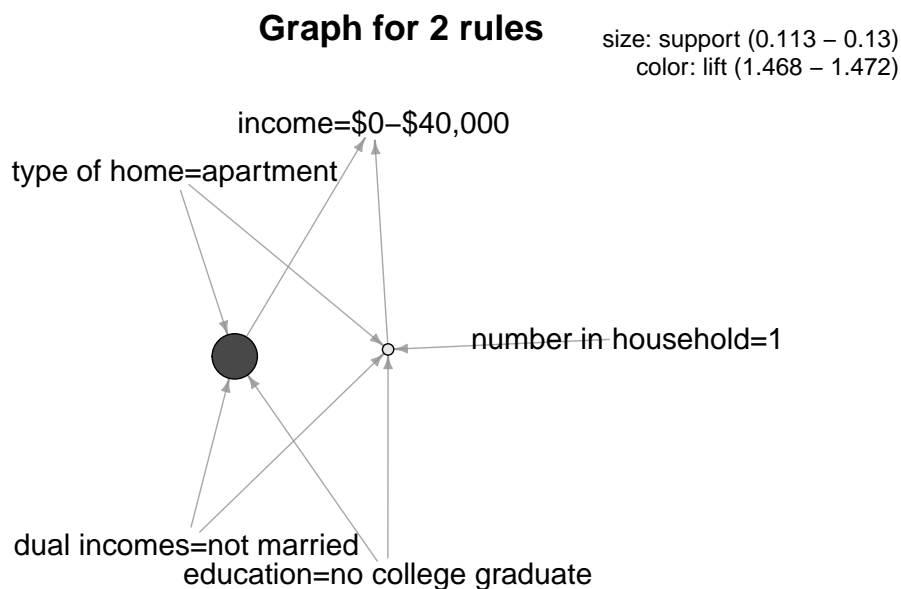 Graph for 2 rules
size: support (0.113 − 0.13)
color: lift (1.468 − 1.472)
income=$0−$40,000
type of home=apartment
number in household=1
dual incomes=not married
education=no college graduate